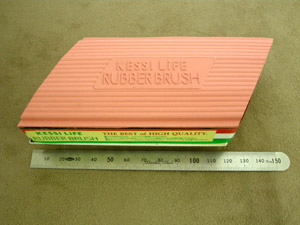 KESSI LIFE
RUBBER BRUSH
KESSI LIFE
RUBBER BRUSH
THE BEST of HIGH QUALITY.
10 20 30 40 50 60 70 80 90 100 110 120 130 140 150